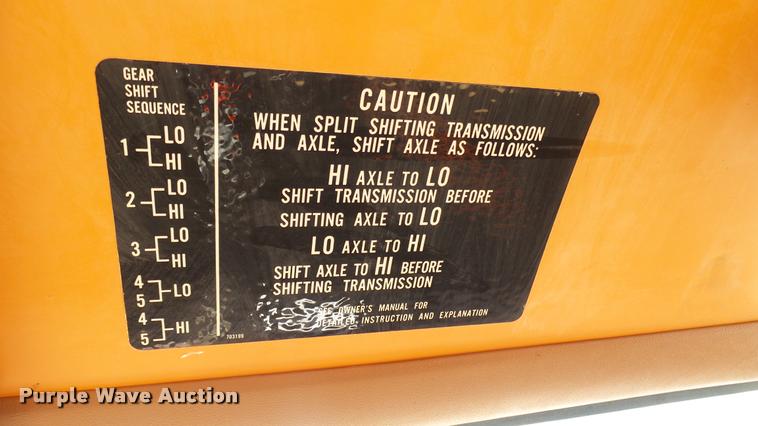 GEAR
SHIFT
SEQUENCE
1 LO
HI
2 LO
HI
3 LO
HI
4
5 LO
4
5 HI
CAUTION
WHEN SPLIT SHIFTING TRANSMISSION
AND AXLE, SHIFT AXLE AS FOLLOWS:
HI AXLE TO LO
SHIFT TRANSMISSION BEFORE
SHIFTING AXLE TO LO
LO AXLE TO HI
SHIFT AXLE TO HI BEFORE
SHIFTING TRANSMISSION
SEE OWNER'S MANUAL FOR
DETAILED INSTRUCTION AND EXPLANATION
703199
Purple Wave Auction